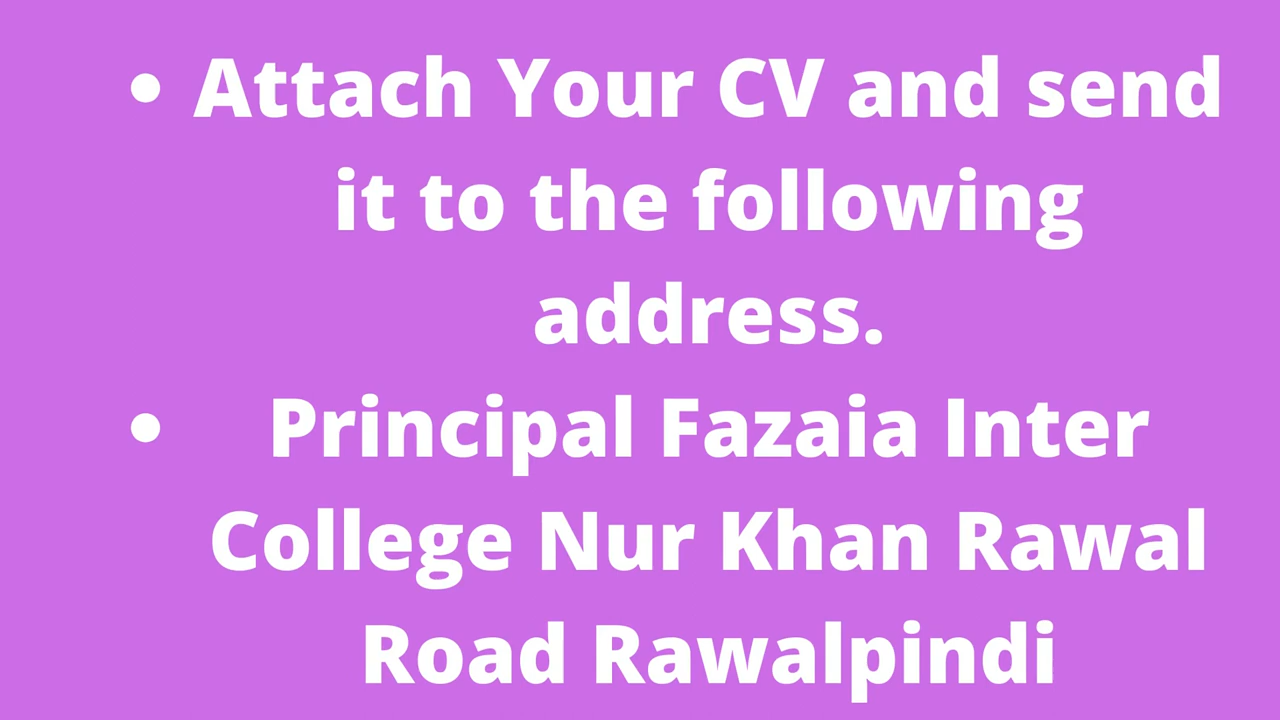 • Attach Your CV and send
it to the following
address.
• Principal Fazaia Inter
College Nur Khan Rawal
Road Rawalpindi